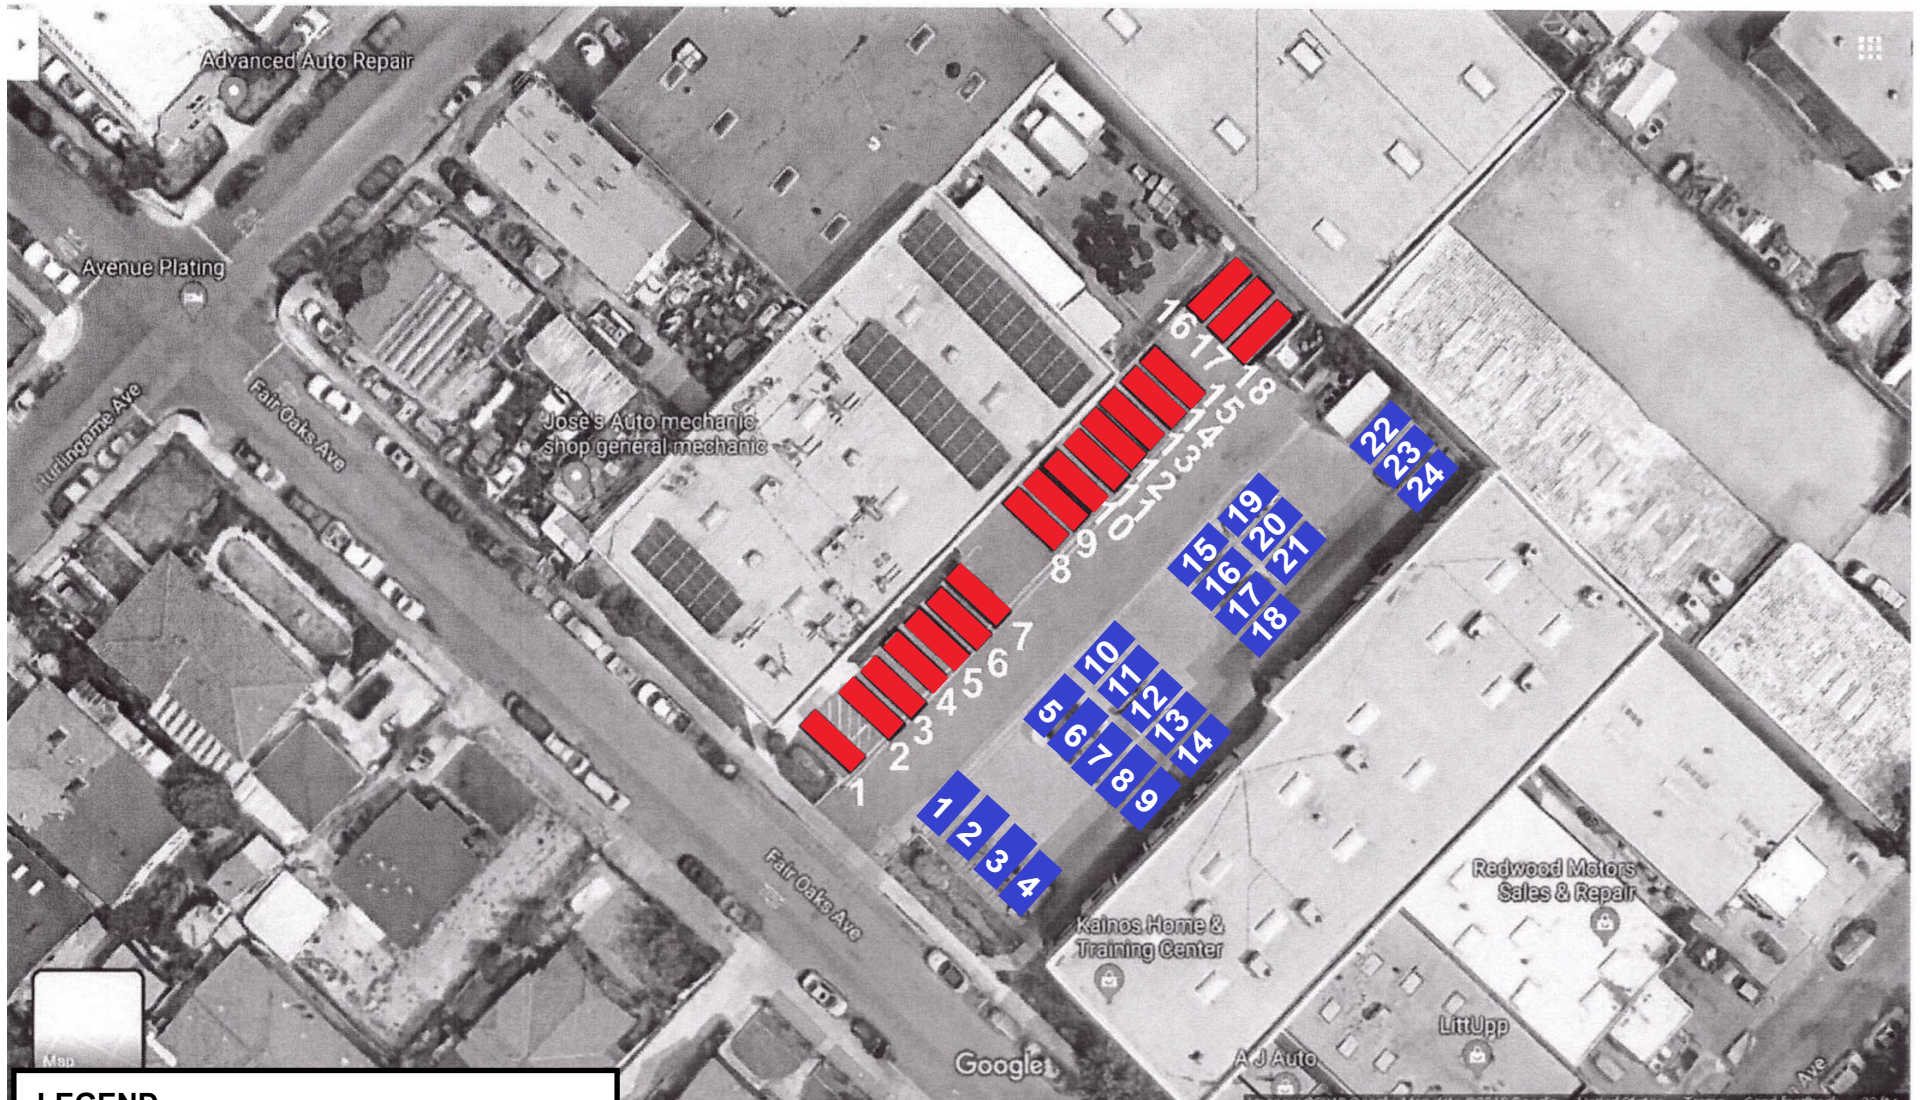 Advanced Auto Repair
Avenue Plating
Burlingame Ave
Fair Oaks Ave
Jose's Auto mechanic
shop general mechanic
16
17
18
15
14
13
12
11
10
9
8
7
6
5
4
3
2
1
22
23
24
19
20
21
15
16
17
18
10
11
12
13
14
5
6
7
8
9
1
2
3
4
Fair Oaks Ave
Redwood Motors
Sales & Repair
Kainos Home &
Training Center
LittUpp
A J Auto
Google
Map
Ave
LEGEND